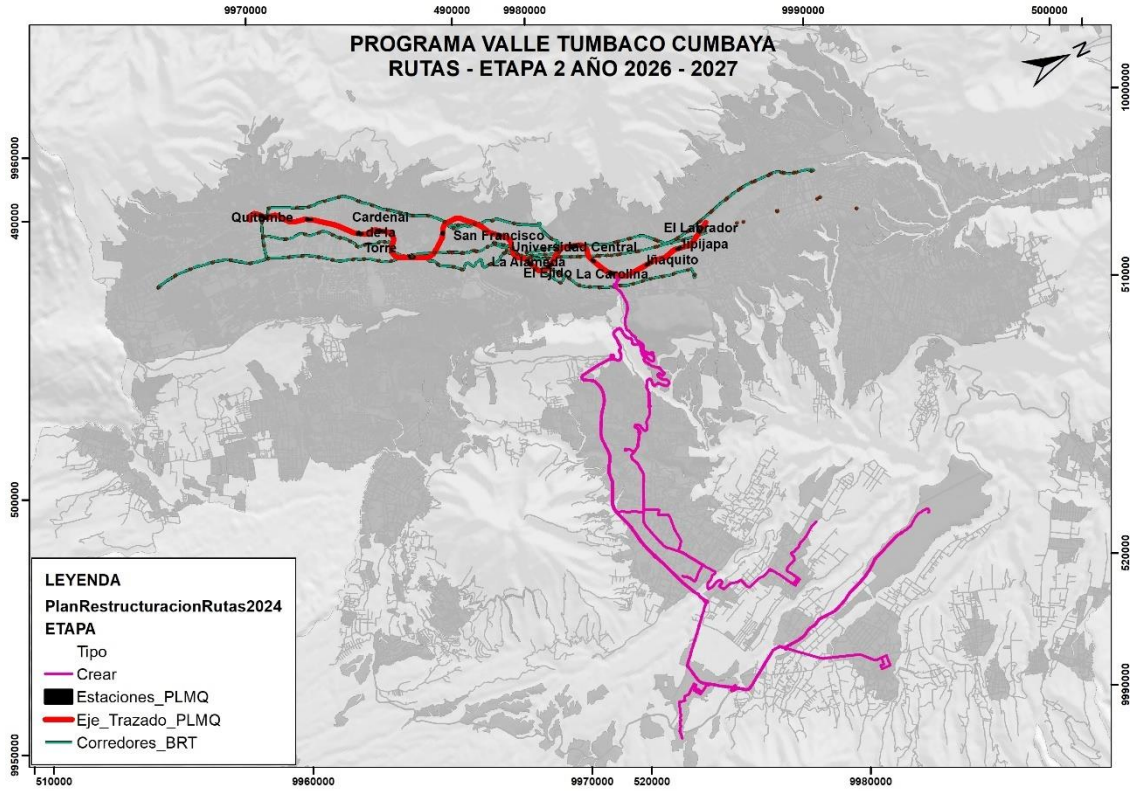 9970000
490000
9980000
9990000
500000
PROGRAMA VALLE TUMBACO CUMBAYA
RUTAS - ETAPA 2 AÑO 2026 - 2027
N
10000000
9960000
490000
510000
Quitumbe
Cardenal
de la
Torre
San Francisco
La Alameda
Universidad Central
El Ejido
La Carolina
Iñaquito
Jipijapa
El Labrador
500000
520000
9990000
9950000
LEYENDA
PlanRestructuracionRutas2024
ETAPA
Tipo
Crear
Estaciones_PLMQ
Eje_Trazado_PLMQ
Corredores_BRT
510000
9960000
9970000
520000
9980000